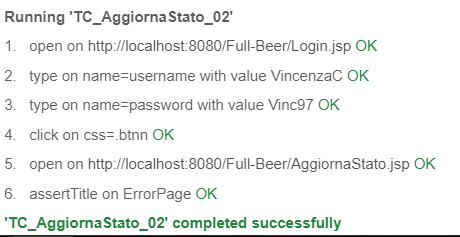 Running 'TC_AggiornaStato_02'
1. open on http://localhost:8080/Full-Beer/Login.jsp OK
2. type on name=username with value VincenzaC OK
3. type on name=password with value Vinc97 OK
4. click on css=.btnn OK
5. open on http://localhost:8080/Full-Beer/AggiornaStato.jsp OK
6. assertTitle on ErrorPage OK
'TC_AggiornaStato_02' completed successfully